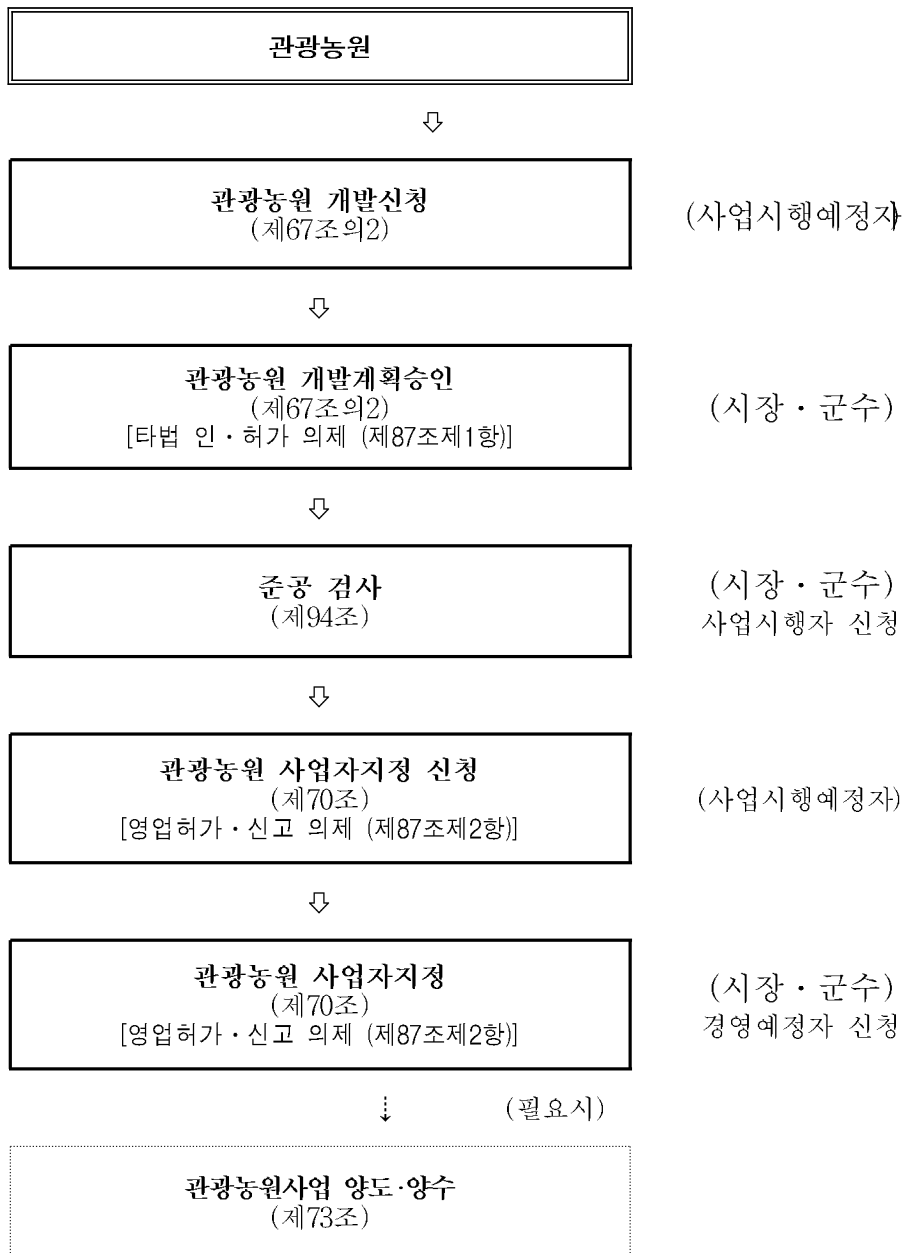 관광농원
관광농원 개발신청
(제67조의2)
(사업시행예정자)
관광농원 개발계획승인
(제67조의2)
[타법 인・허가 의제 (제87조제1항)]
(시장・군수)
준공 검사
(제94조)
(시장・군수)
사업시행자 신청
관광농원 사업자지정 신청
(제70조)
[영업허가・신고 의제 (제87조제2항)]
(사업시행예정자)
관광농원 사업자지정
(제70조)
[영업허가・신고 의제 (제87조제2항)]
(시장・군수)
경영예정자 신청
(필요시)
관광농원사업 양도·양수
(제73조)